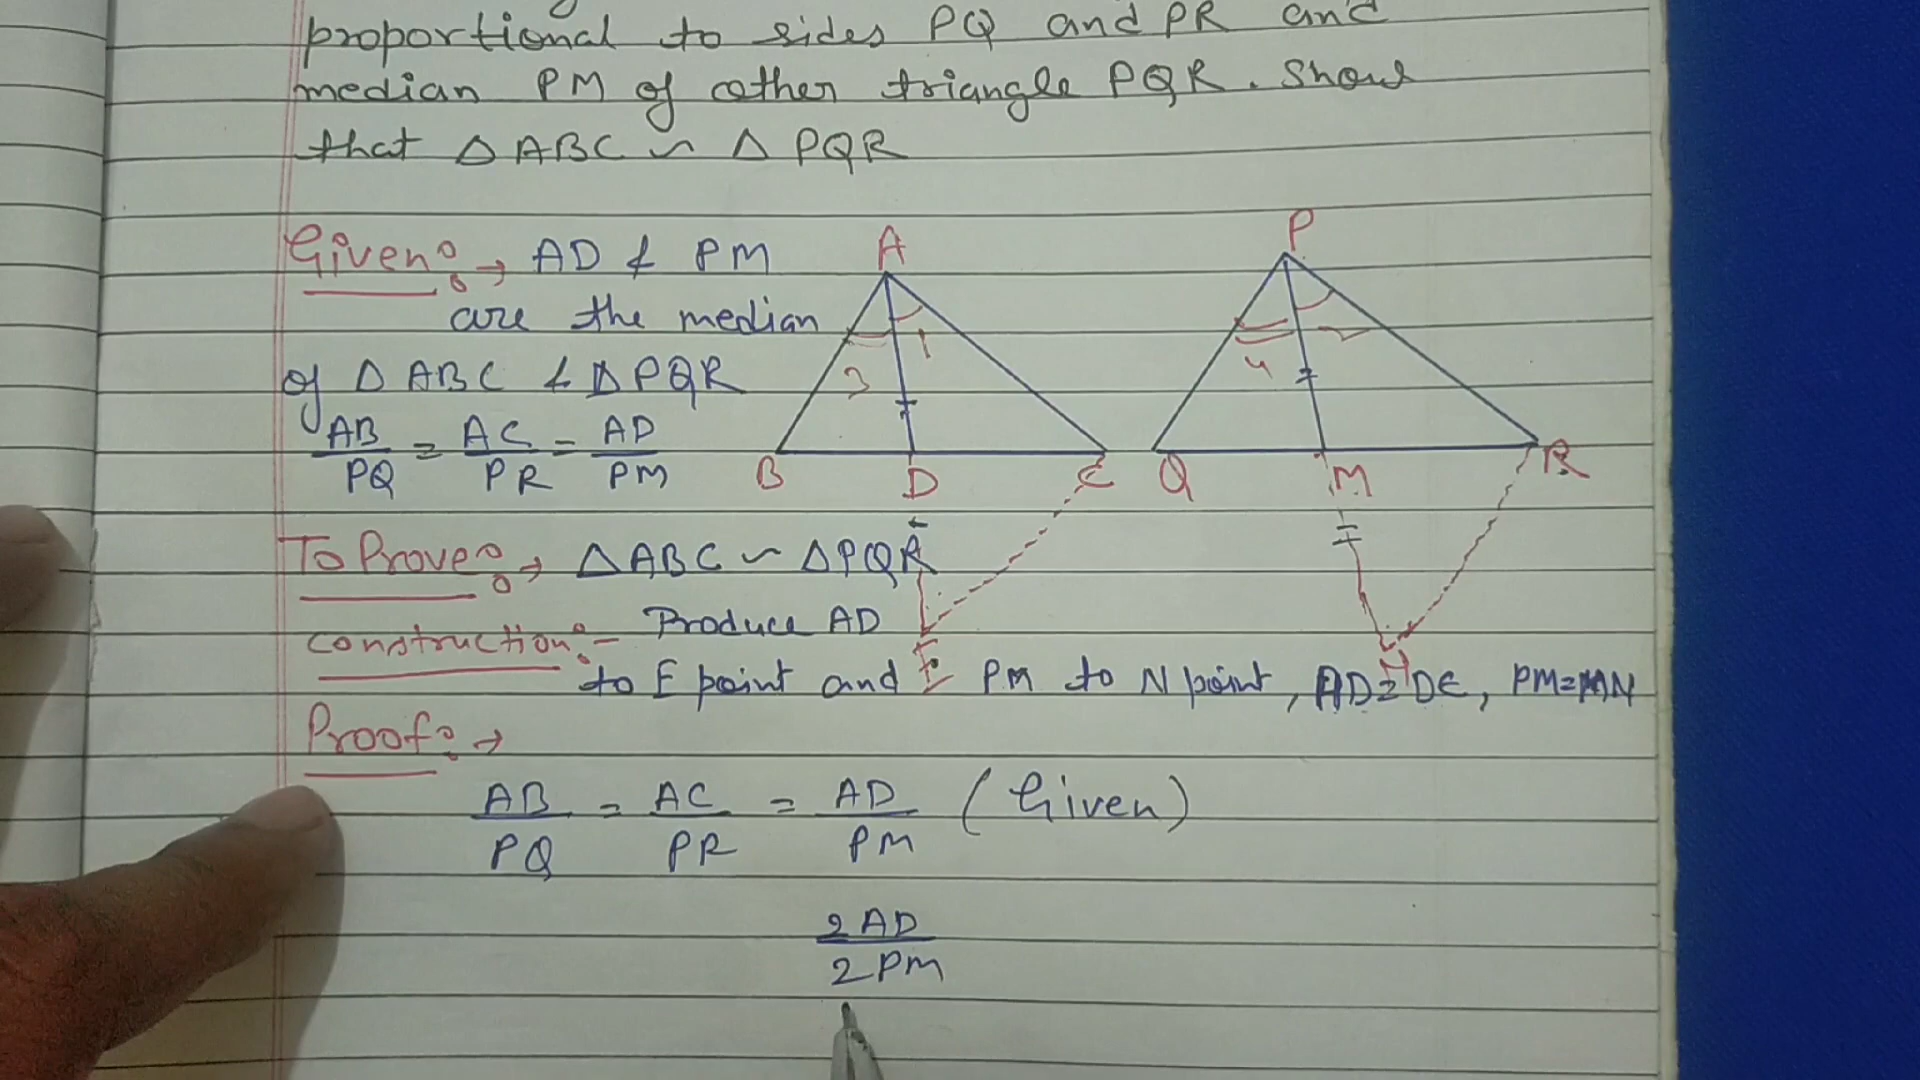 proportional to sides PQ and PR and
median PM of other triangle PQR. Show
that △ ABC ~ △ PQR
Given:→ AD & PM
are the median
of △ ABC & △ PQR
AB/PQ = AC/PR = AD/PM
A
1
3
B D C
E
P
4
Q M R
To Prove:→ △ABC ~ △PQR
construction:- Produce AD
to E point and PM to N point, AD=DE, PM=MN
Proof:→
AB/PQ = AC/PR = AD/PM (Given)
2AD/2PM